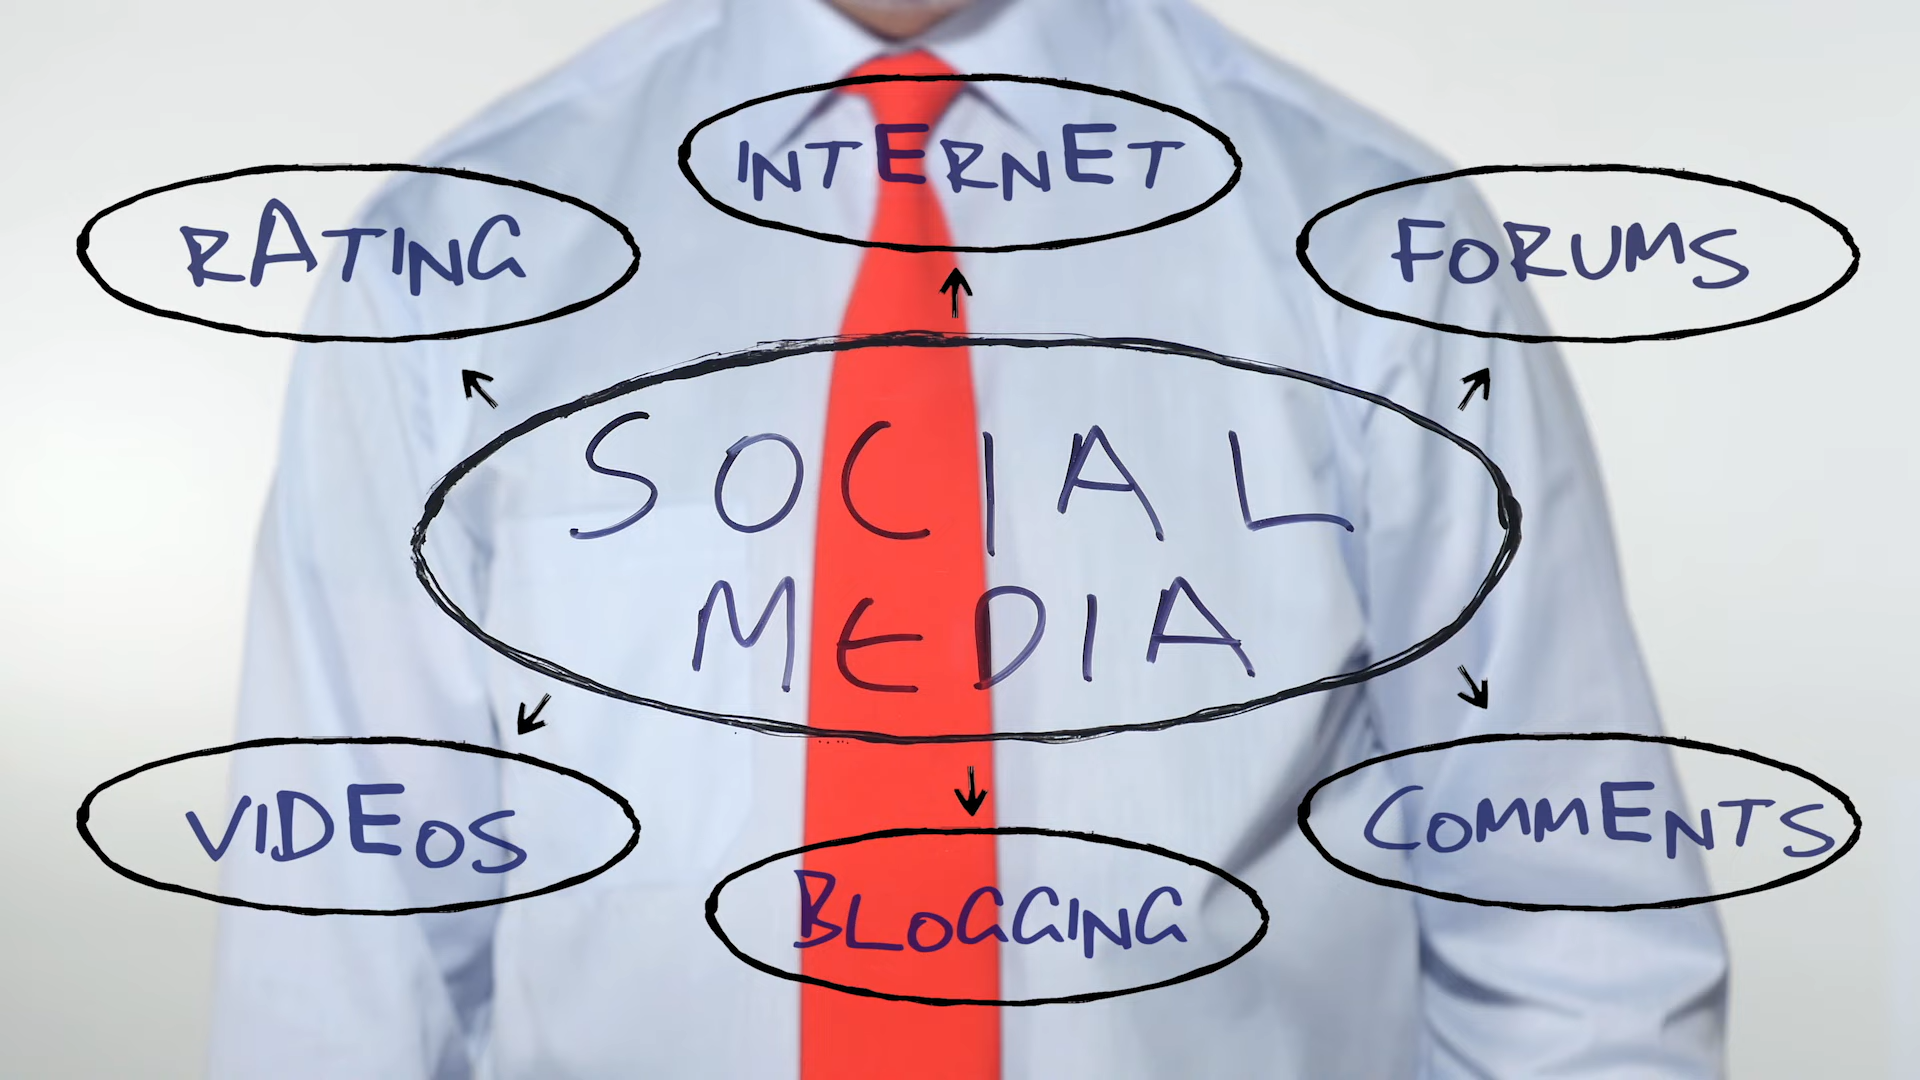 INTERNET
RATING
FORUMS
SOCIAL
MEDIA
VIDEOS
COMMENTS
BLOGGING